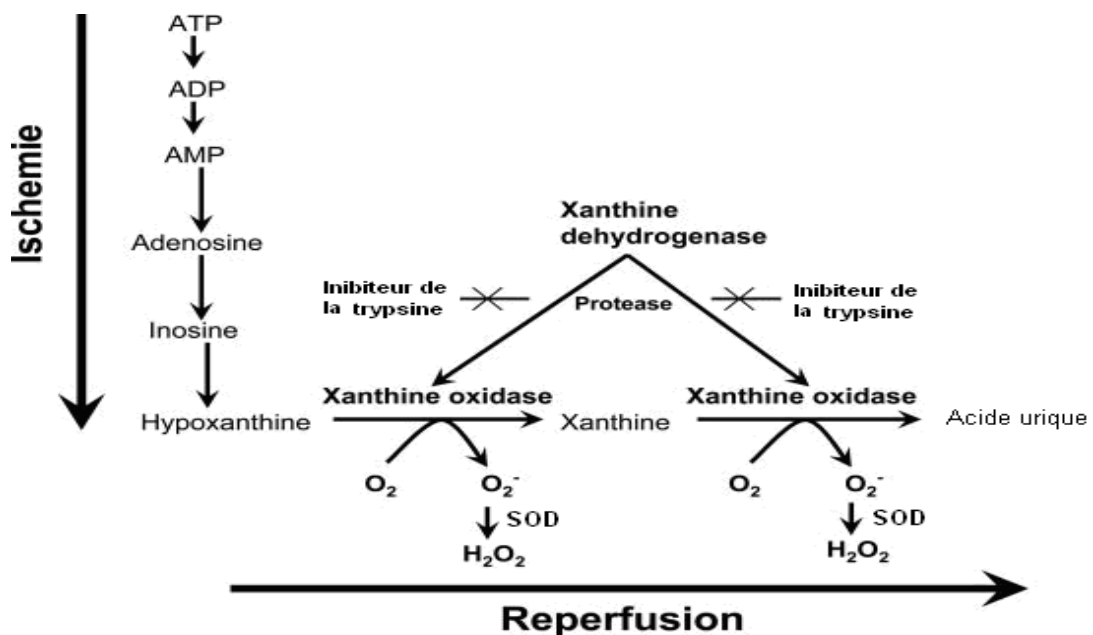 ATP
ADP
AMP
Adenosine
Inosine
Hypoxanthine
Ischemie
Xanthine
dehydrogenase
Inibiteur de
la trypsine
Protease
Inibiteur de
la trypsine
Xanthine oxidase
Xanthine
Xanthine oxidase
Acide urique
O₂
O₂⁻
SOD
H₂O₂
O₂
O₂⁻
SOD
H₂O₂
Reperfusion